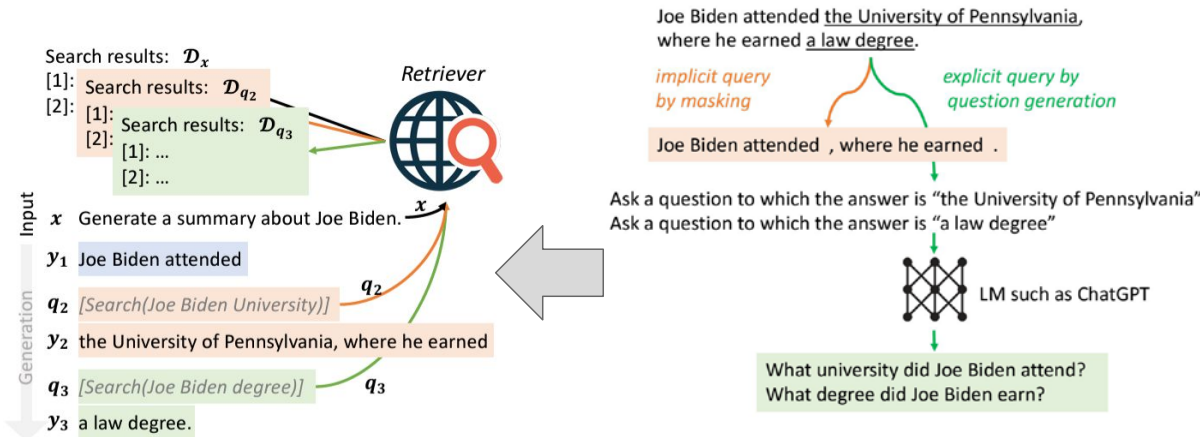 Search results: 𝓓x
[1]:
[2]:
Search results: 𝓓q2
[1]:
[2]:
Search results: 𝓓q3
[1]: ...
[2]: ...
Retriever
Input
x Generate a summary about Joe Biden.
x
Generation
y1 Joe Biden attended
q2 [Search(Joe Biden University)]
q2
y2 the University of Pennsylvania, where he earned
q3 [Search(Joe Biden degree)]
q3
y3 a law degree.
Joe Biden attended the University of Pennsylvania,
where he earned a law degree.
implicit query
by masking
explicit query by
question generation
Joe Biden attended , where he earned .
Ask a question to which the answer is “the University of Pennsylvania”
Ask a question to which the answer is “a law degree”
LM such as ChatGPT
What university did Joe Biden attend?
What degree did Joe Biden earn?